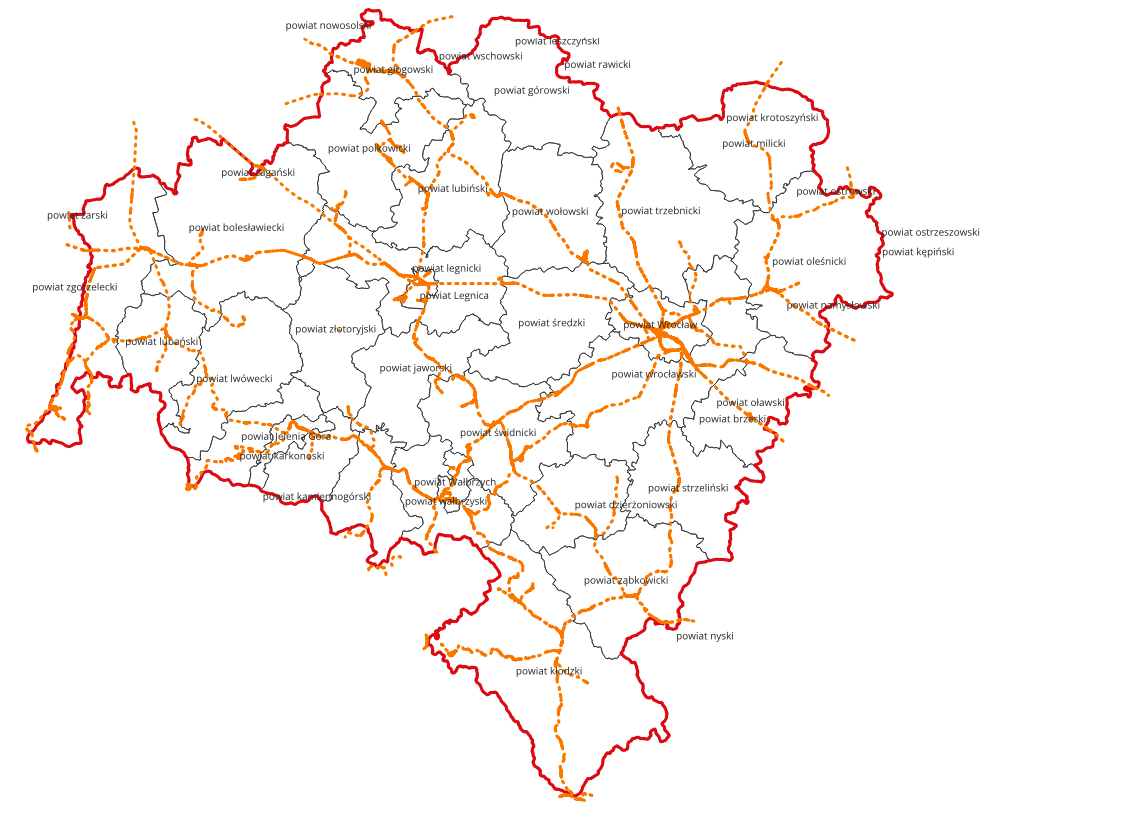 powiat nowosolski
powiat leszczyński
powiat wschowski
powiat rawicki
powiat głogowski
powiat górowski
powiat krotoszyński
powiat milicki
powiat polkowicki
powiat żagański
powiat lubiński
powiat ostrowski
powiat żarski
powiat wołowski
powiat trzebnicki
powiat bolesławiecki
powiat ostrzeszowski
powiat kępiński
powiat oleśnicki
powiat legnicki
powiat zgorzelecki
powiat Legnica
powiat namysłowski
powiat średzki
powiat Wrocław
powiat złotoryjski
powiat lubański
powiat jaworski
powiat wrocławski
powiat lwówecki
powiat oławski
powiat brzeski
powiat świdnicki
powiat Jelenia Góra
powiat karkonoski
powiat Wałbrzych
powiat strzeliński
powiat kamiennogórski
powiat wałbrzyski
powiat dzierżoniowski
powiat ząbkowicki
powiat nyski
powiat kłodzki